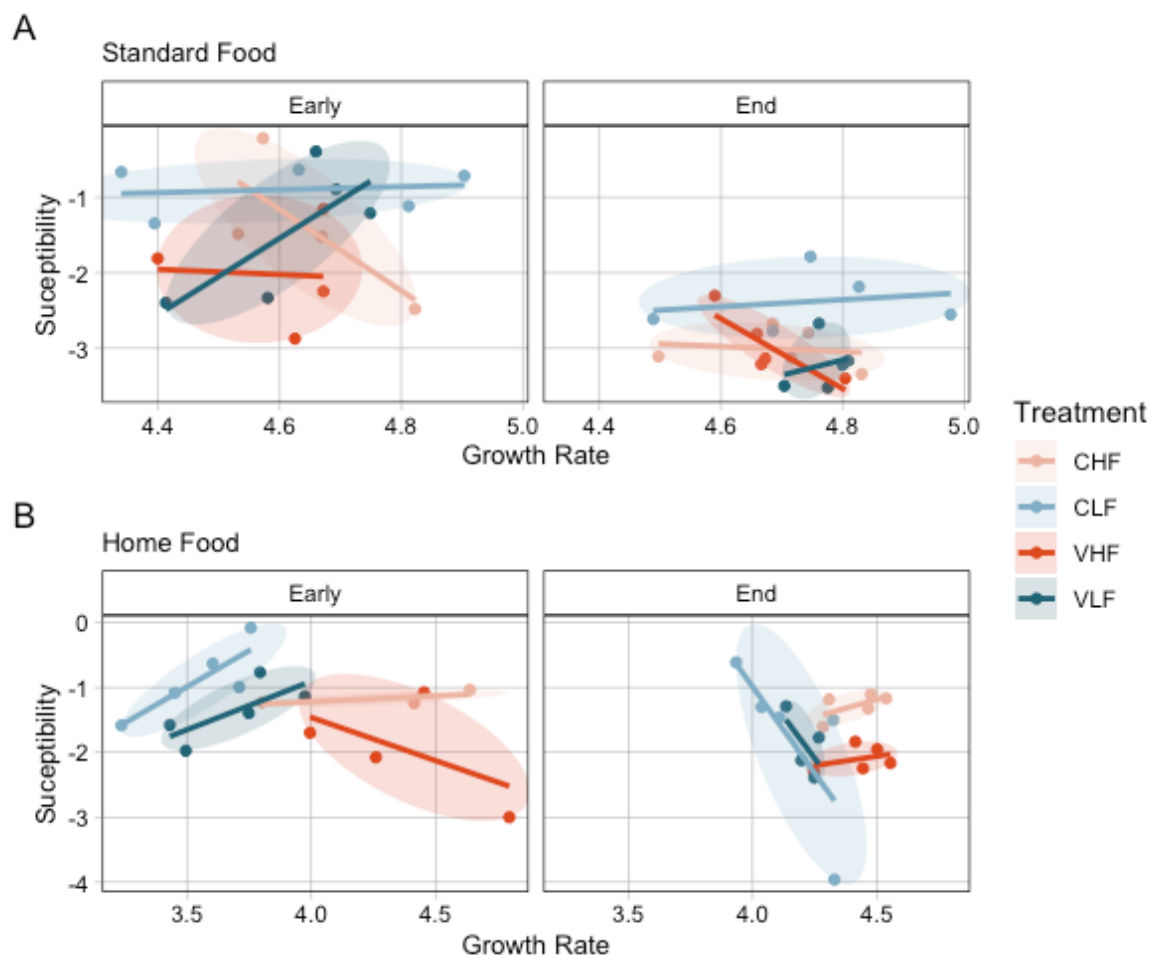 A
Standard Food
Early
End
Suceptibility
-1
-2
-3
4.4 4.6 4.8 5.0
4.4 4.6 4.8 5.0
Growth Rate
B
Home Food
Early
End
Suceptibility
0
-1
-2
-3
-4
3.5 4.0 4.5
3.5 4.0 4.5
Growth Rate
Treatment
CHF
CLF
VHF
VLF